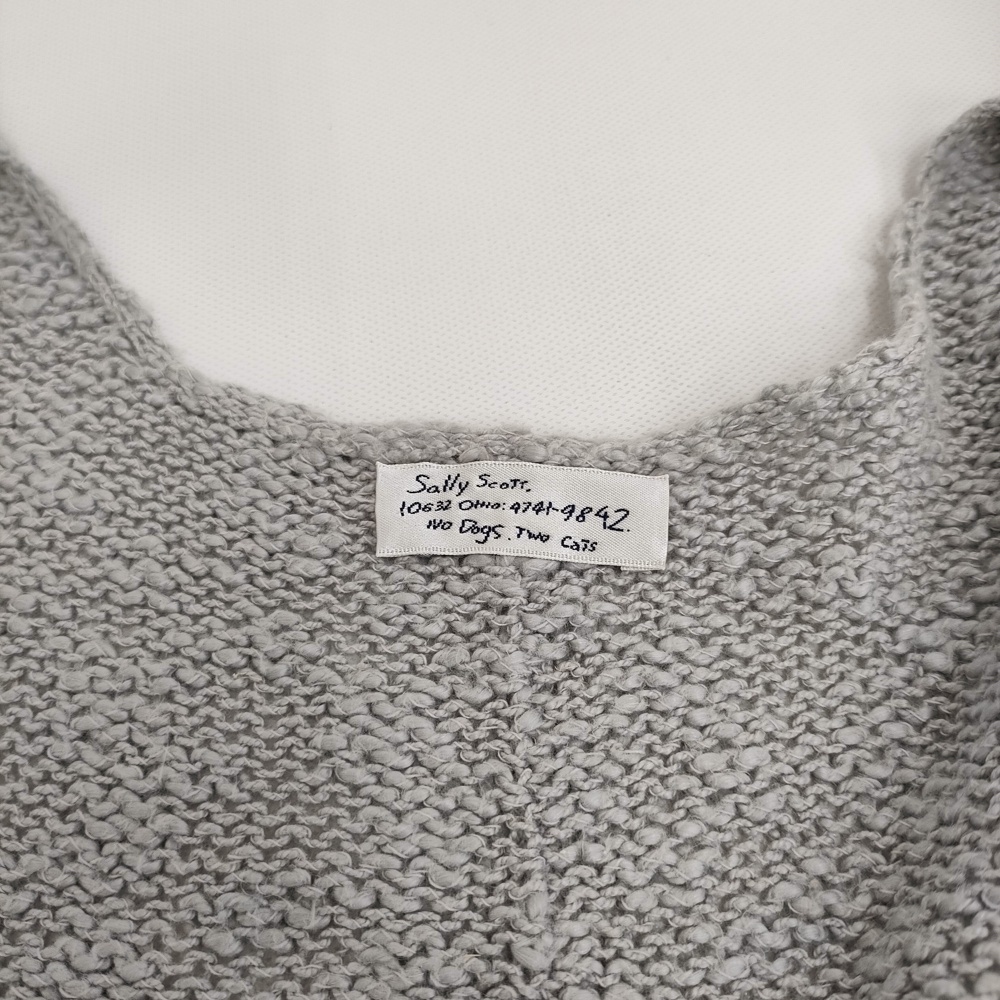 Sally Scott.
10632 Ohio: 4741-9842.
No Dogs. Two Cats